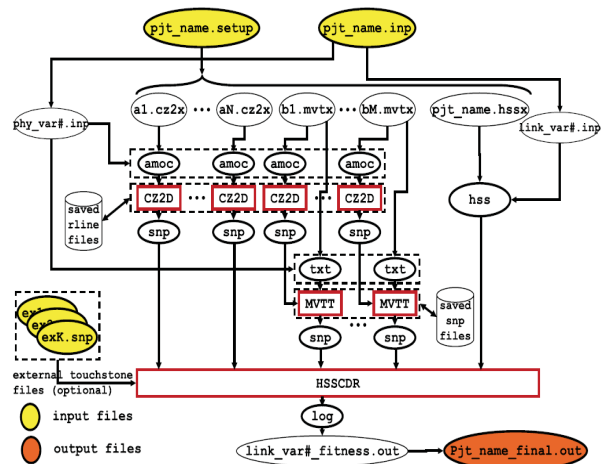 pjt_name.setup
pjt_name.inp
a1.cz2x
...
aN.cz2x
b1.mvtx
...
bM.mvtx
pjt_name.hssx
phy_var#.inp
link_var#.inp
amoc
amoc
amoc
amoc
CZ2D
...
CZ2D
CZ2D
...
CZ2D
saved
rline
files
hss
snp
snp
snp
snp
txt
txt
MVTT
MVTT
...
saved
snp
files
exK.snp
snp
snp
external touchstone
files (optional)
HSSCDR
input files
log
output files
link_var#_fitness.out
Pjt_name_final.out